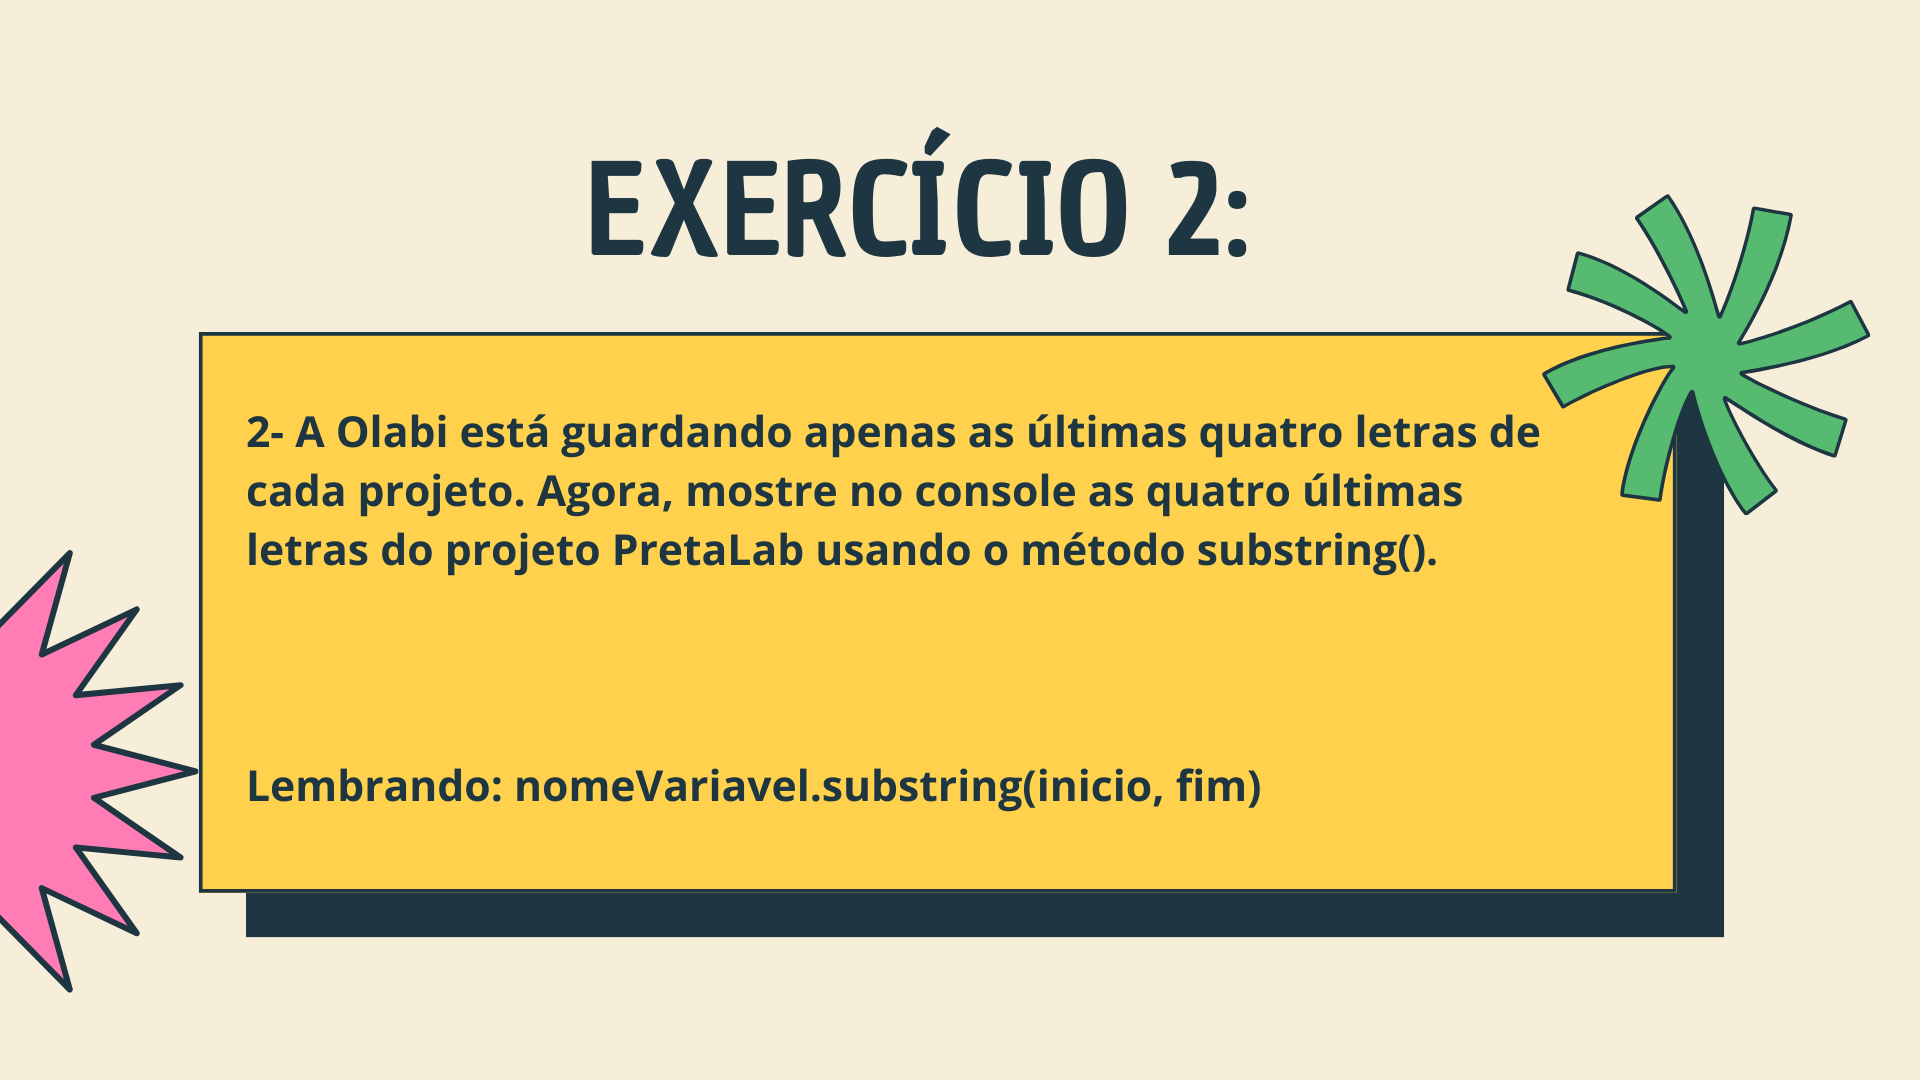 EXERCÍCIO 2:
2- A Olabi está guardando apenas as últimas quatro letras de
cada projeto. Agora, mostre no console as quatro últimas
letras do projeto PretaLab usando o método substring().
Lembrando: nomeVariavel.substring(inicio, fim)